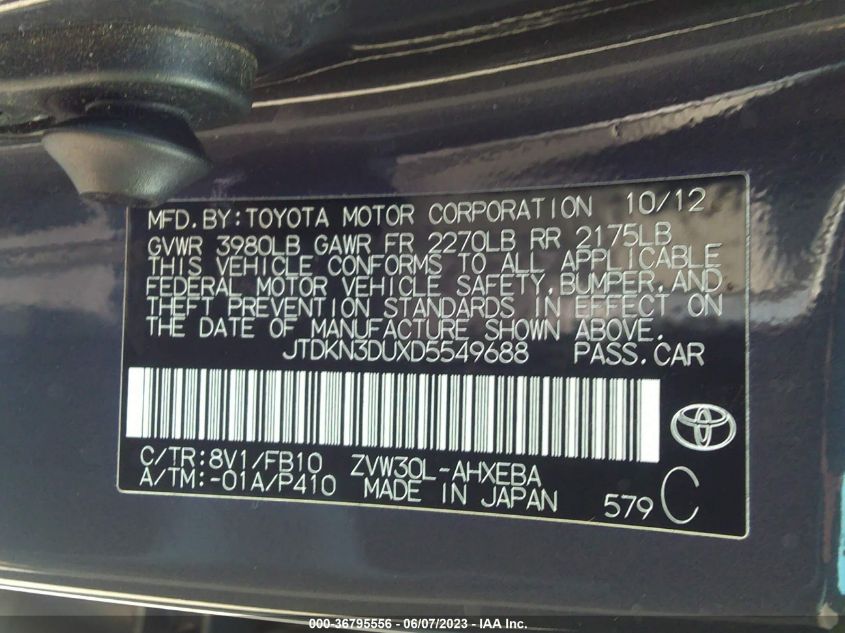 MFD. BY: TOYOTA MOTOR CORPORATION 10/12
GVWR 3980LB GAWR FR 2270LB RR 2175LB
THIS VEHICLE CONFORMS TO ALL APPLICABLE
FEDERAL MOTOR VEHICLE SAFETY, BUMPER, AND
THEFT PREVENTION STANDARDS IN EFFECT ON
THE DATE OF MANUFACTURE SHOWN ABOVE.
JTDKN3DUXD5549688 PASS.CAR
C/TR:8V1/FB10 ZVW30L-AHXEBA
A/TM:-01A/P410 MADE IN JAPAN 579 C
000-36795556 - 06/07/2023 - IAA Inc.